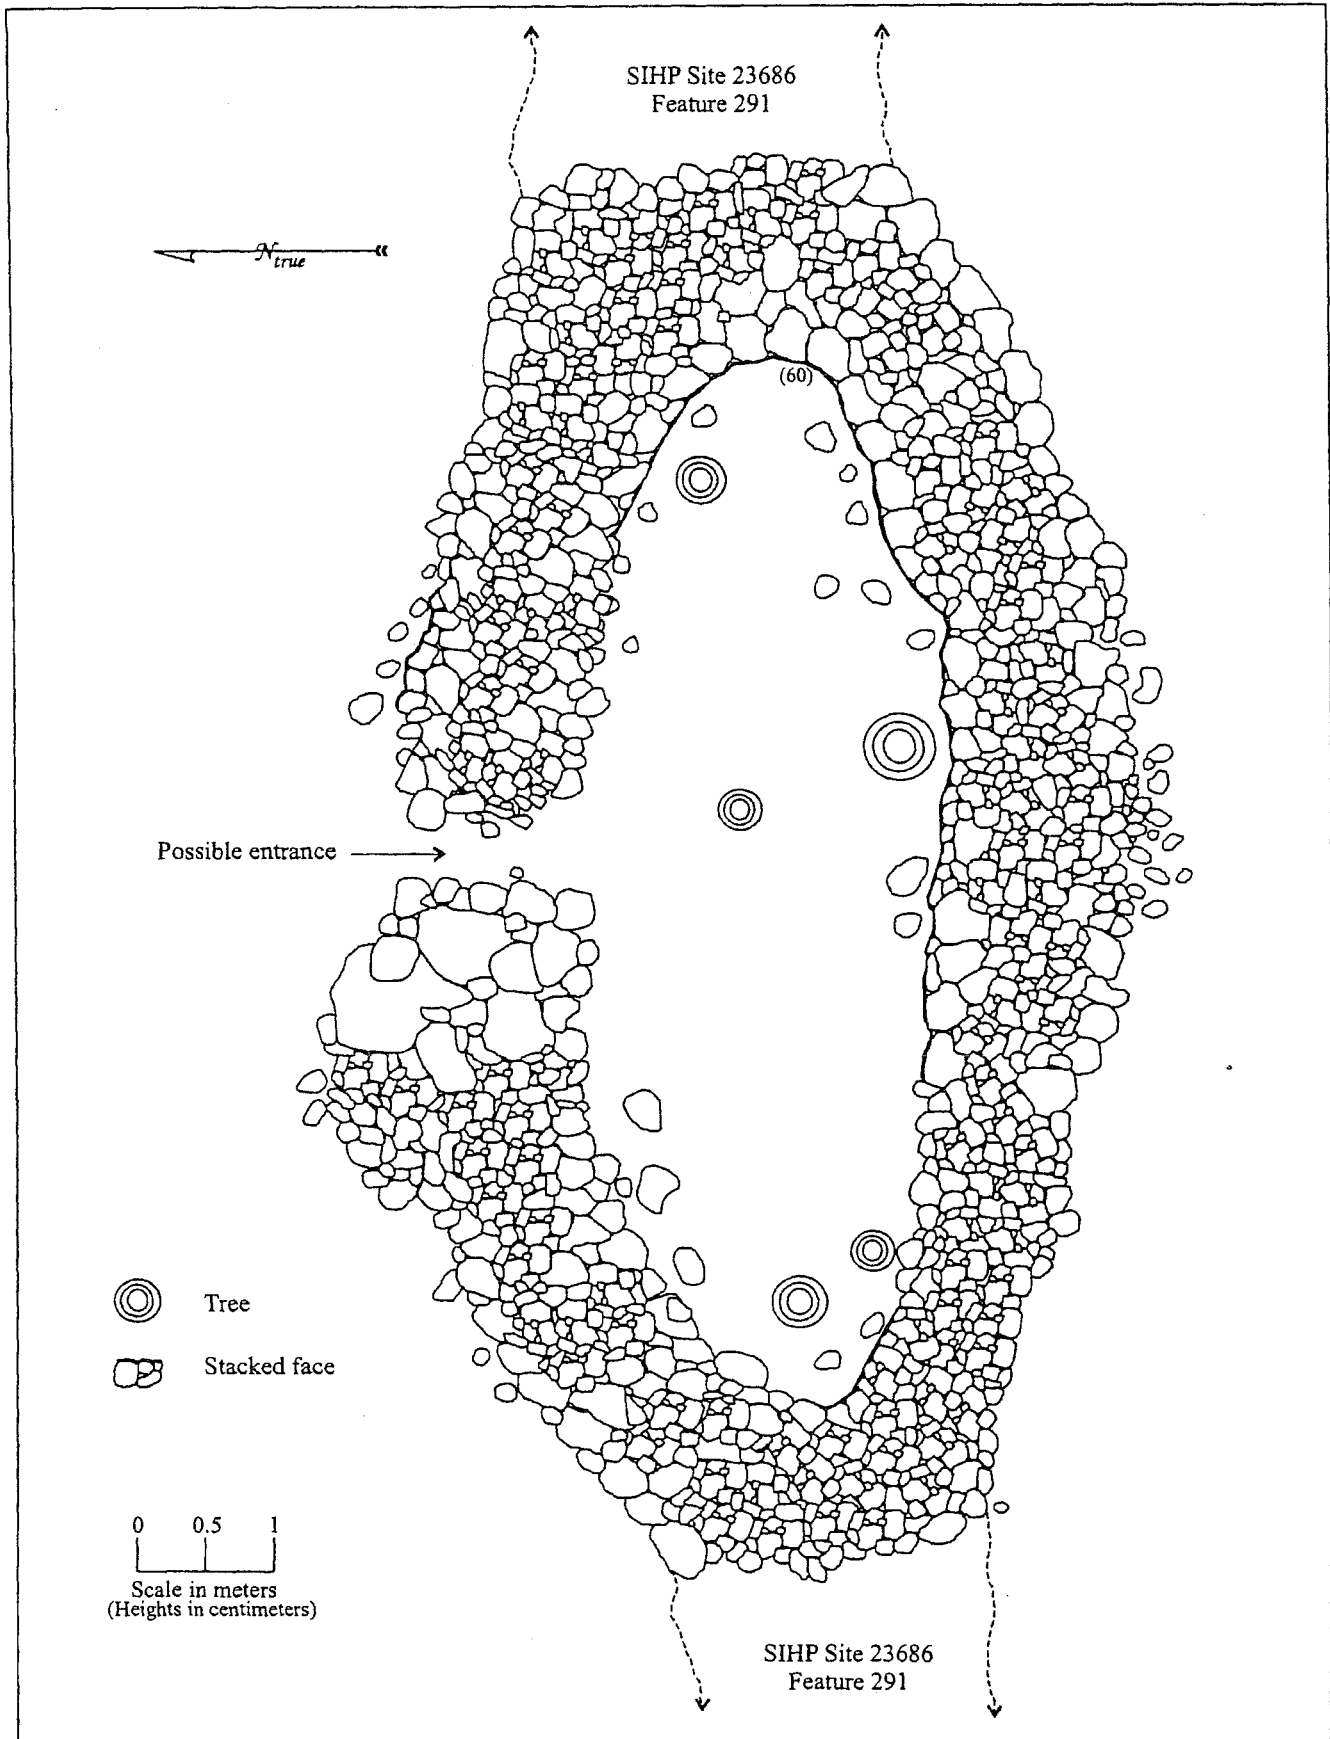 SIHP Site 23686
Feature 291
N true
(60)
Possible entrance
Tree
Stacked face
0 0.5 1
Scale in meters
(Heights in centimeters)
SIHP Site 23686
Feature 291